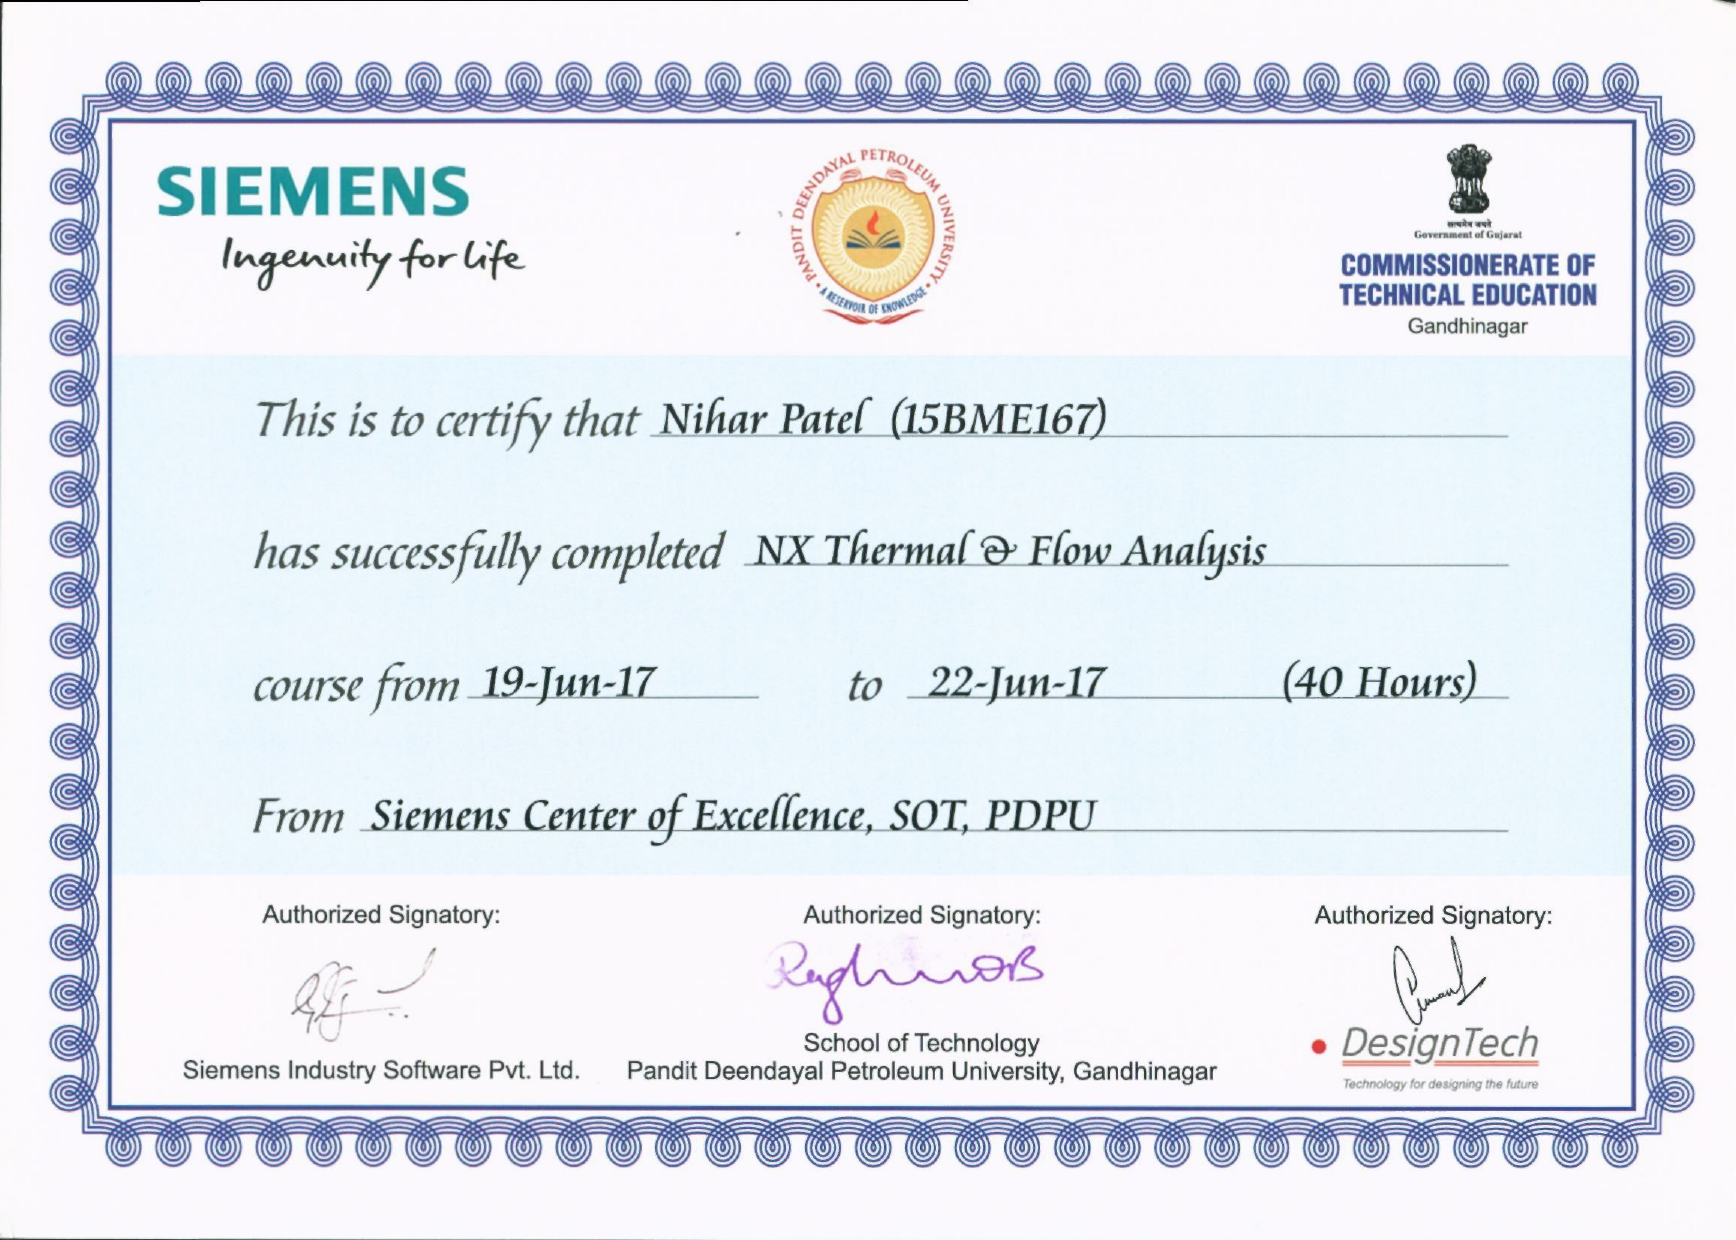 SIEMENS
Ingenuity for life
PANDIT DEENDAYAL PETROLEUM UNIVERSITY
A RESERVOIR OF KNOWLEDGE
सत्यमेव जयते
Government of Gujarat
COMMISSIONERATE OF
TECHNICAL EDUCATION
Gandhinagar
This is to certify that Nihar Patel (15BME167)
has successfully completed NX Thermal & Flow Analysis
course from 19-Jun-17 to 22-Jun-17 (40 Hours)
From Siemens Center of Excellence, SOT, PDPU
Authorized Signatory: Authorized Signatory: Authorized Signatory:
School of Technology
Siemens Industry Software Pvt. Ltd. Pandit Deendayal Petroleum University, Gandhinagar
DesignTech
Technology for designing the future